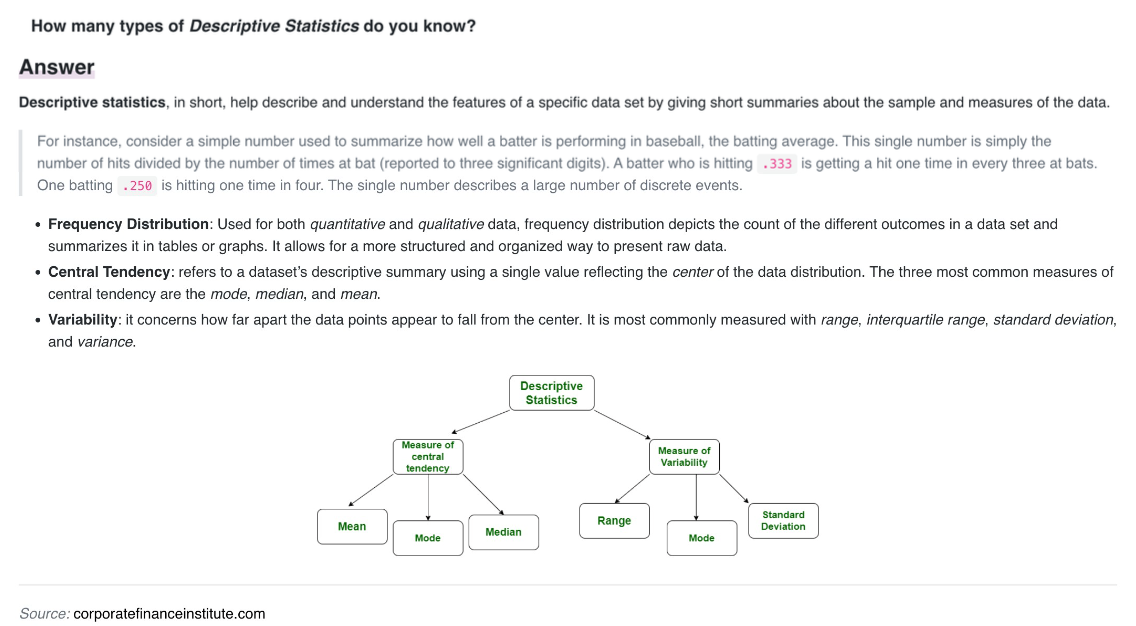 How many types of Descriptive Statistics do you know?
Answer
Descriptive statistics, in short, help describe and understand the features of a specific data set by giving short summaries about the sample and measures of the data.
For instance, consider a simple number used to summarize how well a batter is performing in baseball, the batting average. This single number is simply the
number of hits divided by the number of times at bat (reported to three significant digits). A batter who is hitting .333 is getting a hit one time in every three at bats.
One batting .250 is hitting one time in four. The single number describes a large number of discrete events.
• Frequency Distribution: Used for both quantitative and qualitative data, frequency distribution depicts the count of the different outcomes in a data set and
summarizes it in tables or graphs. It allows for a more structured and organized way to present raw data.
• Central Tendency: refers to a dataset's descriptive summary using a single value reflecting the center of the data distribution. The three most common measures of
central tendency are the mode, median, and mean.
• Variability: it concerns how far apart the data points appear to fall from the center. It is most commonly measured with range, interquartile range, standard deviation,
and variance.
Descriptive
Statistics
Measure of
central
tendency
Measure of
Variability
Mean
Mode
Median
Range
Mode
Standard
Deviation
Source: corporatefinanceinstitute.com